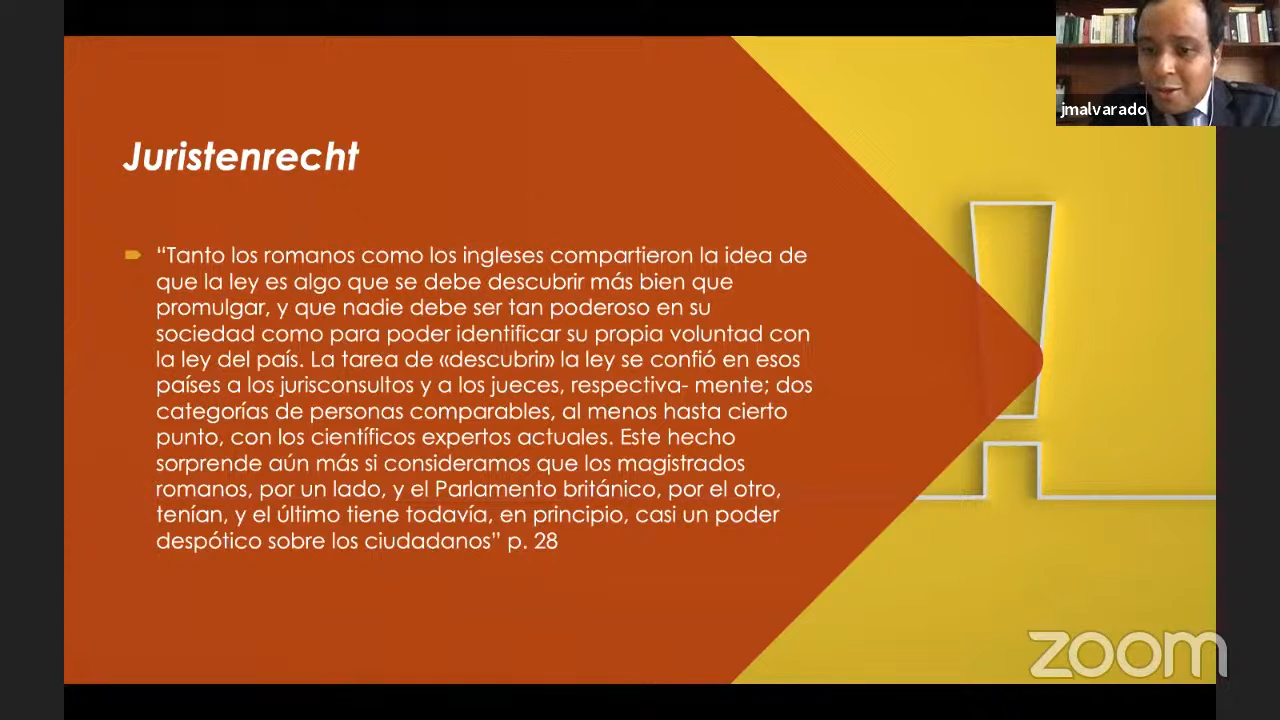 jmalvarado
Juristenrecht
“Tanto los romanos como los ingleses compartieron la idea de
que la ley es algo que se debe descubrir más bien que
promulgar, y que nadie debe ser tan poderoso en su
sociedad como para poder identificar su propia voluntad con
la ley del país. La tarea de «descubrir» la ley se confió en esos
países a los jurisconsultos y a los jueces, respectiva- mente; dos
categorías de personas comparables, al menos hasta cierto
punto, con los científicos expertos actuales. Este hecho
sorprende aún más si consideramos que los magistrados
romanos, por un lado, y el Parlamento británico, por el otro,
tenían, y el último tiene todavía, en principio, casi un poder
despótico sobre los ciudadanos” p. 28
zoom